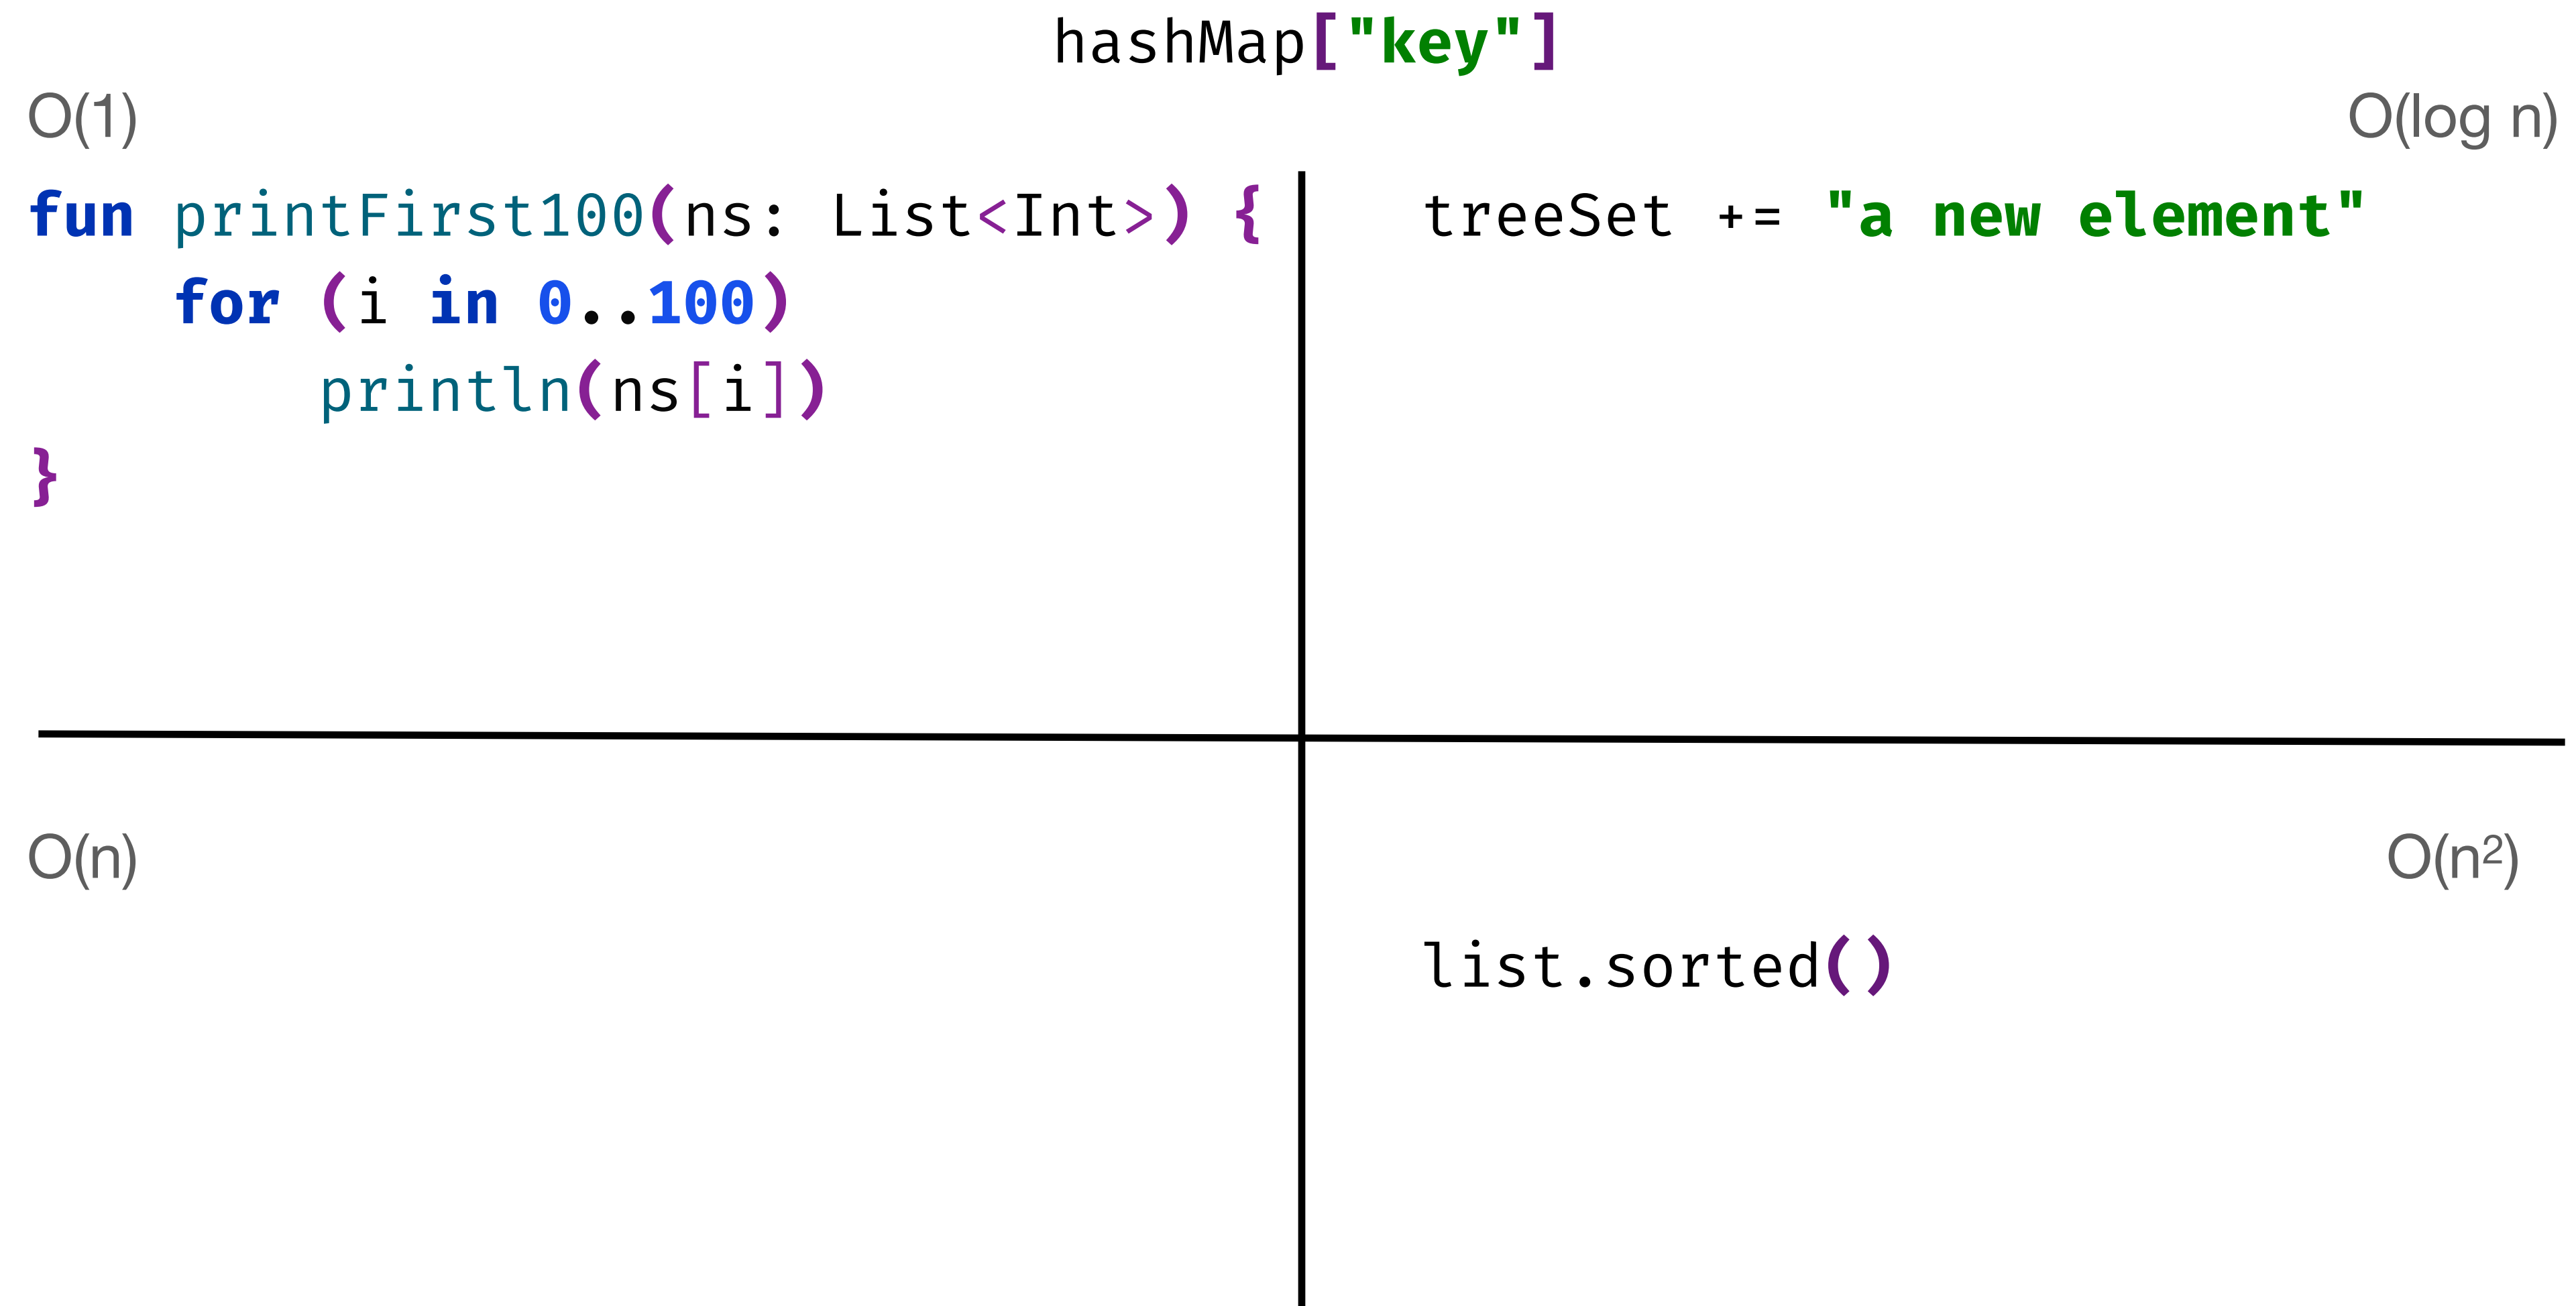 hashMap["key"]
O(1)
O(log n)
fun printFirst100(ns: List<Int>) {
    for (i in 0..100)
        println(ns[i])
}
treeSet += "a new element"
O(n)
O(n²)
list.sorted()